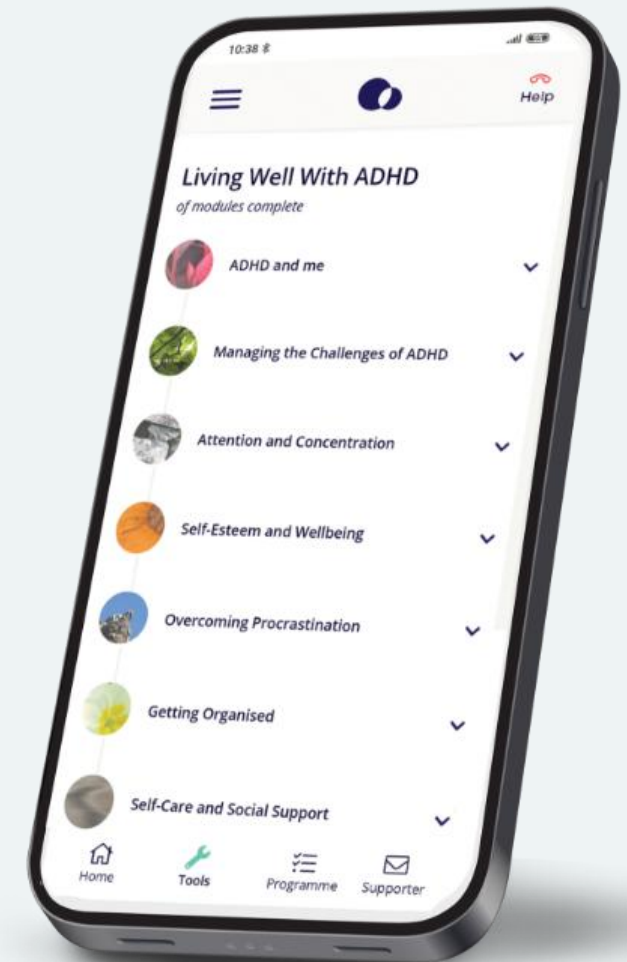 10:38
Help
Living Well With ADHD
of modules complete
ADHD and me
Managing the Challenges of ADHD
Attention and Concentration
Self-Esteem and Wellbeing
Overcoming Procrastination
Getting Organised
Self-Care and Social Support
Home
Tools
Programme
Supporter